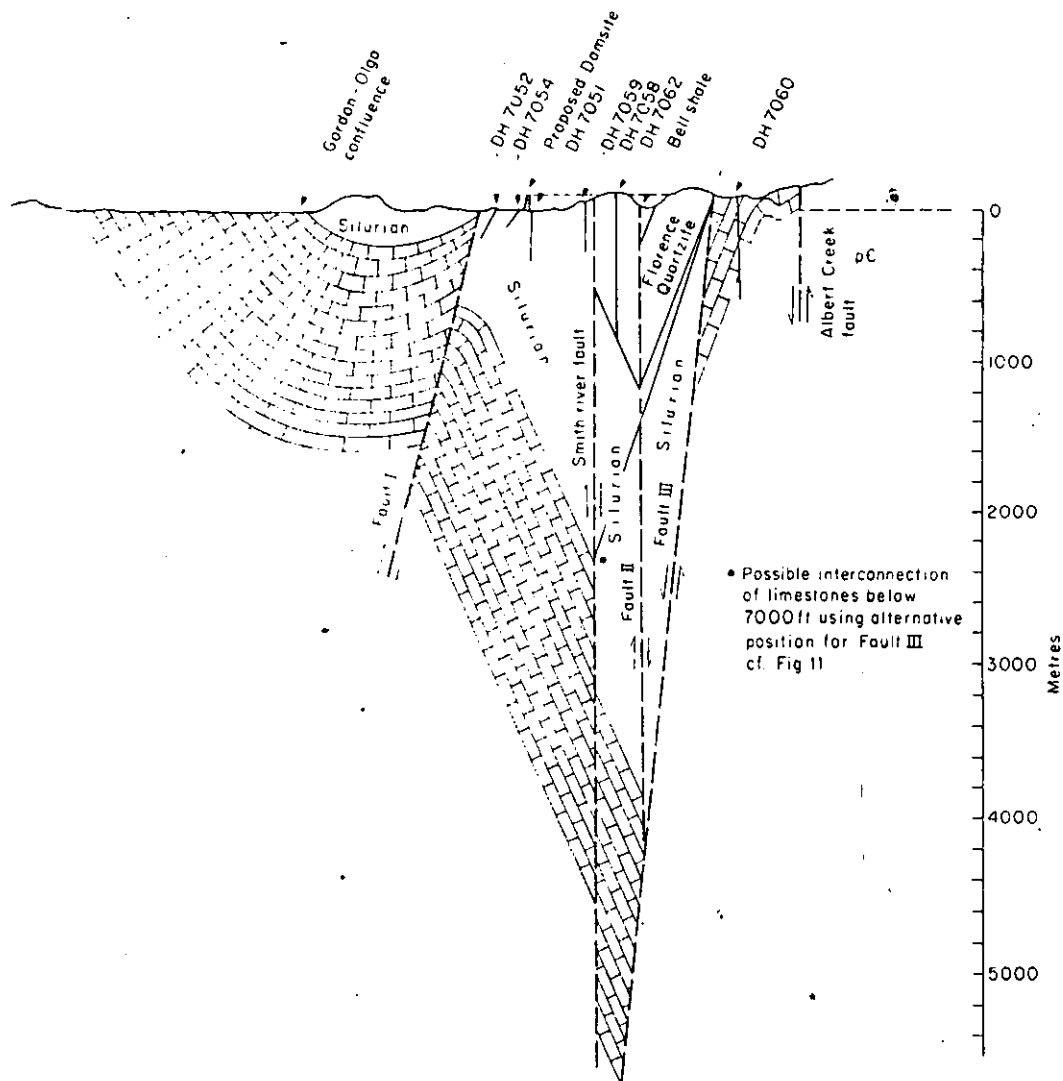 Gordon - Olga
confluence
DH 7052
DH 7054
Proposed Damsite
DH 7051
DH 7059
DH 7058
DH 7062
Bell shale
DH 7060
Silurian
Silurian
Smith river fault
Florence
Quartzite
Silurian
Silurian
Fault I
Fault II
Fault III
Albert Creek
fault
pЄ
0
1000
2000
3000
4000
5000
Metres
• Possible interconnection
of limestones below
7000ft using alternative
position for Fault III
cf. Fig 11